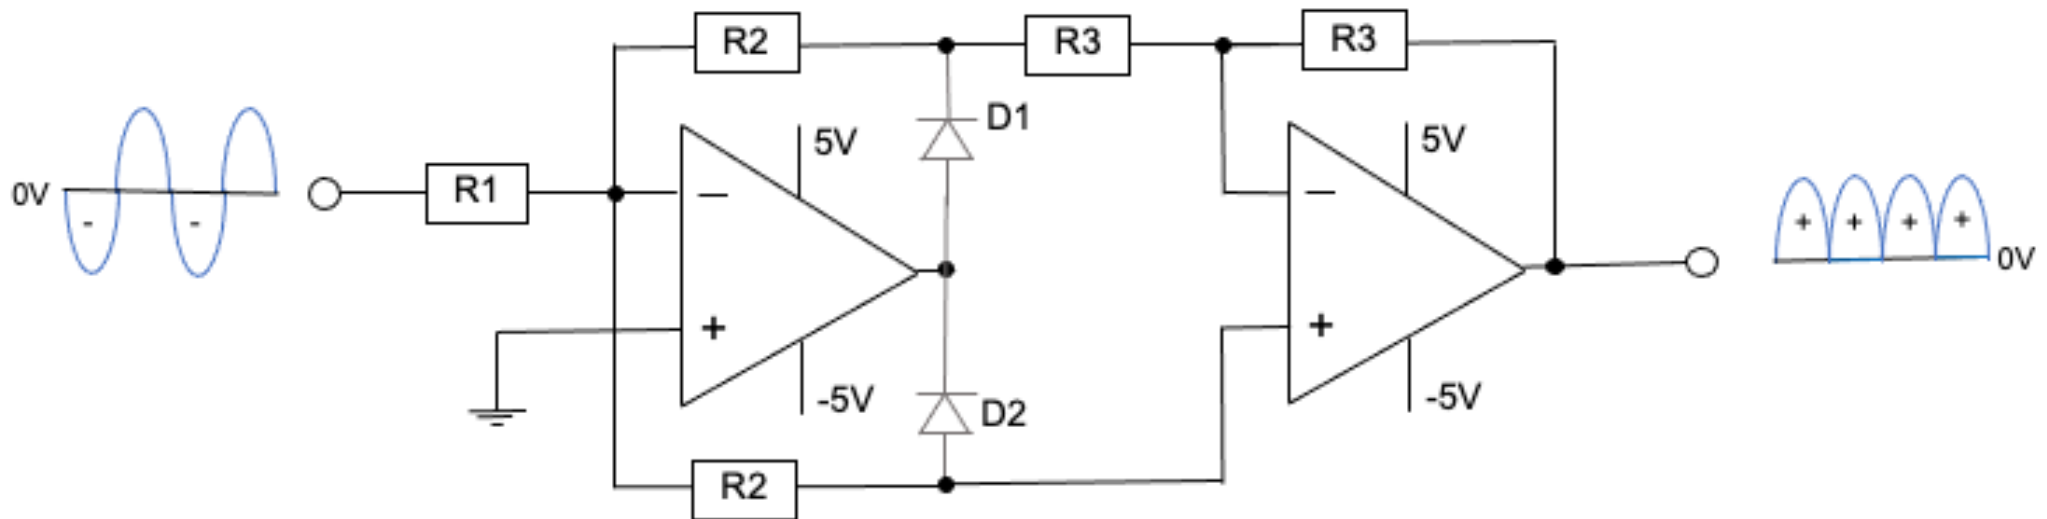 R2
R3
R3
D1
5V
5V
0V
-
-
R1
–
–
+
+
+
+
0V
+
+
-5V
-5V
D2
R2